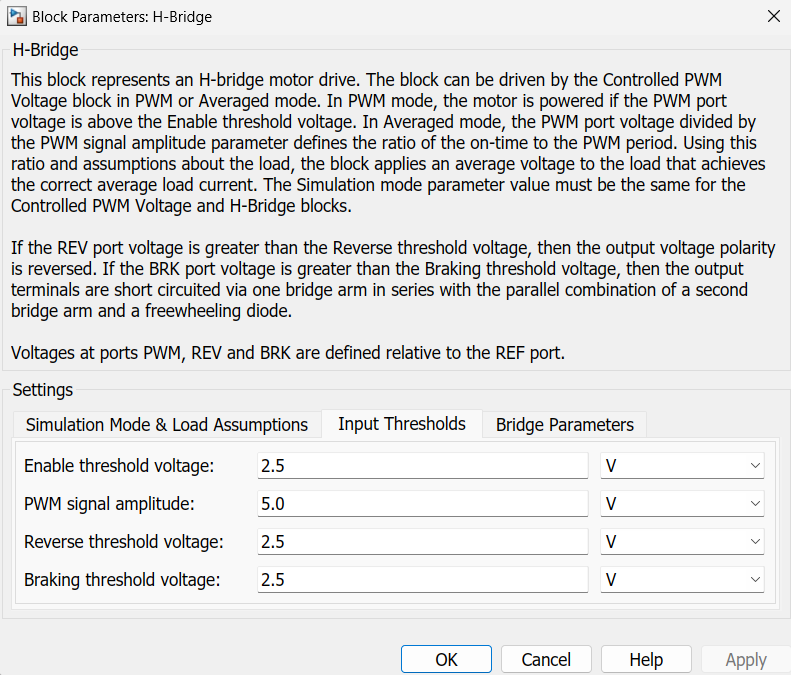 Block Parameters: H-Bridge
H-Bridge
This block represents an H-bridge motor drive. The block can be driven by the Controlled PWM
Voltage block in PWM or Averaged mode. In PWM mode, the motor is powered if the PWM port
voltage is above the Enable threshold voltage. In Averaged mode, the PWM port voltage divided by
the PWM signal amplitude parameter defines the ratio of the on-time to the PWM period. Using this
ratio and assumptions about the load, the block applies an average voltage to the load that achieves
the correct average load current. The Simulation mode parameter value must be the same for the
Controlled PWM Voltage and H-Bridge blocks.
If the REV port voltage is greater than the Reverse threshold voltage, then the output voltage polarity
is reversed. If the BRK port voltage is greater than the Braking threshold voltage, then the output
terminals are short circuited via one bridge arm in series with the parallel combination of a second
bridge arm and a freewheeling diode.
Voltages at ports PWM, REV and BRK are defined relative to the REF port.
Settings
Simulation Mode & Load Assumptions Input Thresholds Bridge Parameters
Enable threshold voltage: 2.5 V
PWM signal amplitude: 5.0 V
Reverse threshold voltage: 2.5 V
Braking threshold voltage: 2.5 V
OK Cancel Help Apply